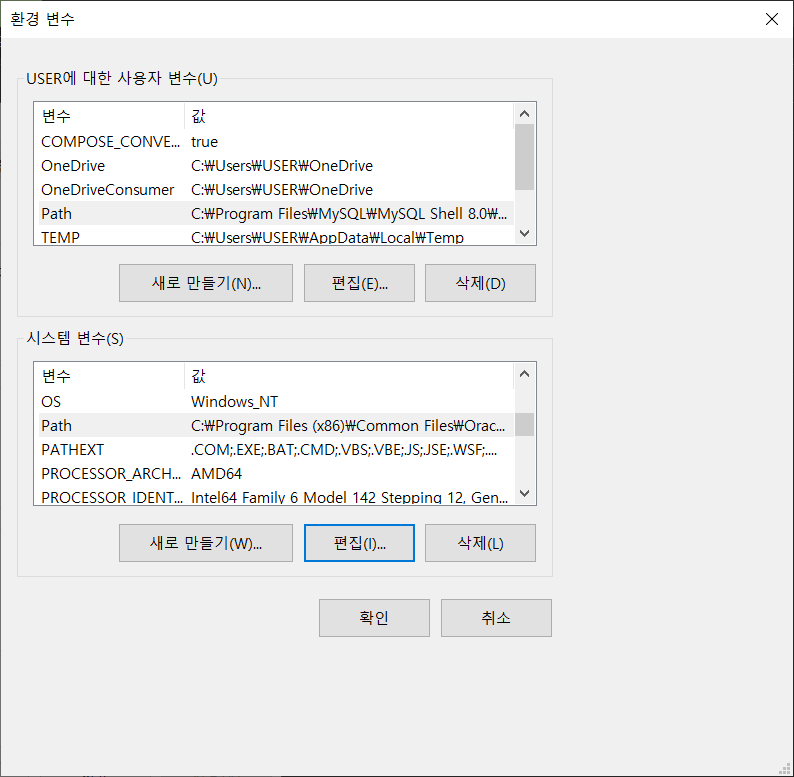 환경 변수
USER에 대한 사용자 변수(U)
변수 값
COMPOSE_CONVE... true
OneDrive C:₩Users₩USER₩OneDrive
OneDriveConsumer C:₩Users₩USER₩OneDrive
Path C:₩Program Files₩MySQL₩MySQL Shell 8.0₩...
TEMP C:₩Users₩USER₩AppData₩Local₩Temp
새로 만들기(N)... 편집(E)... 삭제(D)
시스템 변수(S)
변수 값
OS Windows_NT
Path C:₩Program Files (x86)₩Common Files₩Orac...
PATHEXT .COM;.EXE;.BAT;.CMD;.VBS;.VBE;.JS;.JSE;.WSF;....
PROCESSOR_ARCH... AMD64
PROCESSOR_IDENT... Intel64 Family 6 Model 142 Stepping 12, Gen...
새로 만들기(W)... 편집(I)... 삭제(L)
확인 취소